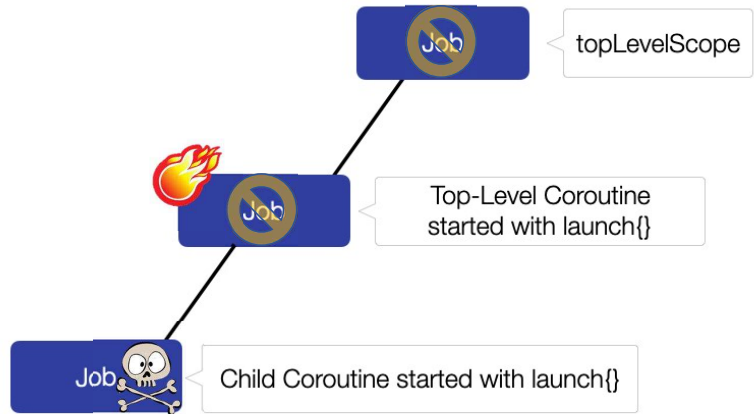 Job
topLevelScope
Job
Top-Level Coroutine
started with launch{}
Job
Child Coroutine started with launch{}